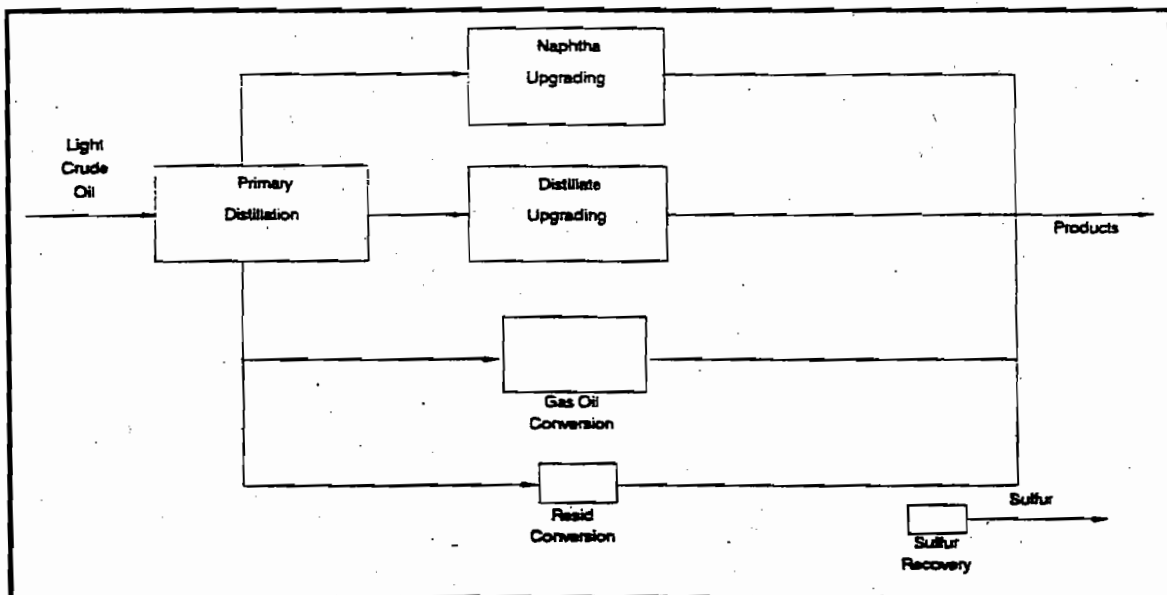 Naphtha
Upgrading
Light
Crude
Oil
Primary
Distillation
Distillate
Upgrading
Products
Gas Oil
Conversion
Resid
Conversion
Sulfur
Sulfur
Recovery